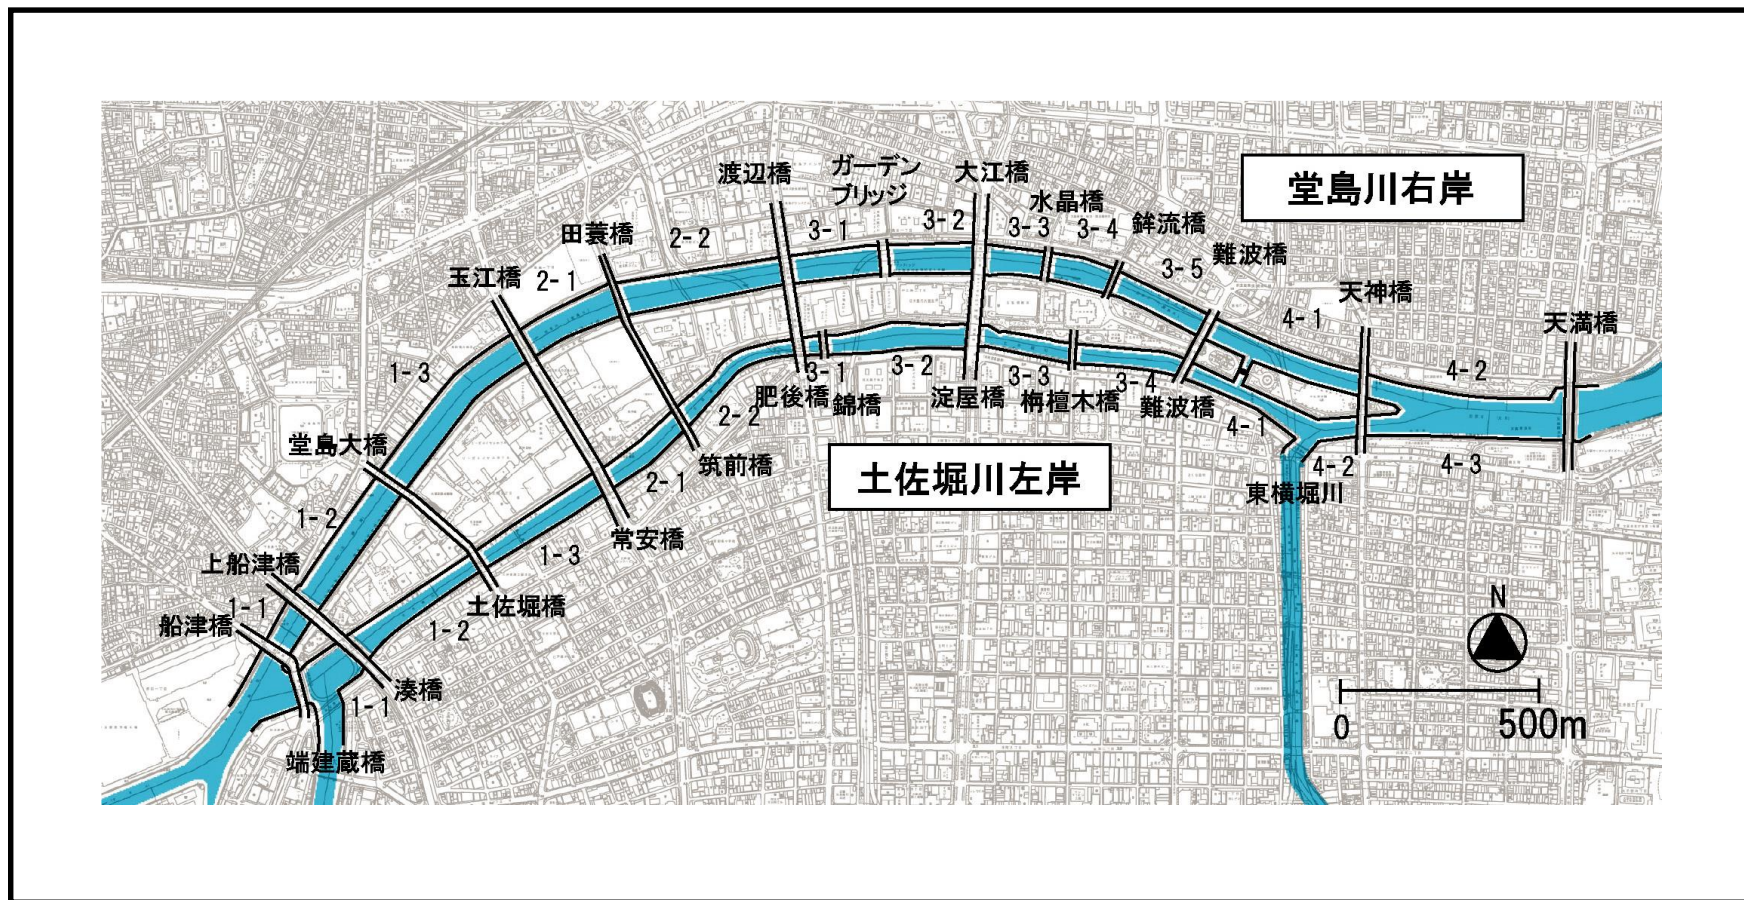 堂島川右岸
渡辺橋
ガーデン
ブリッジ
大江橋
水晶橋
鉾流橋
難波橋
天神橋
天満橋
田蓑橋
玉江橋
堂島大橋
上船津橋
船津橋
1-1
1-2
1-3
2-1
2-2
3-1
3-2
3-3
3-4
3-5
4-1
4-2
土佐堀川左岸
端建蔵橋
湊橋
土佐堀橋
常安橋
筑前橋
肥後橋
錦橋
淀屋橋
栴檀木橋
難波橋
東横堀川
1-1
1-2
1-3
2-1
2-2
3-1
3-2
3-3
3-4
4-1
4-2
4-3
N
0
500m